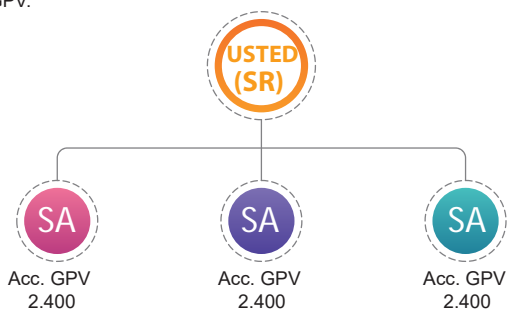 GPV.
USTED
(SR)
SA
SA
SA
Acc. GPV
2.400
Acc. GPV
2.400
Acc. GPV
2.400